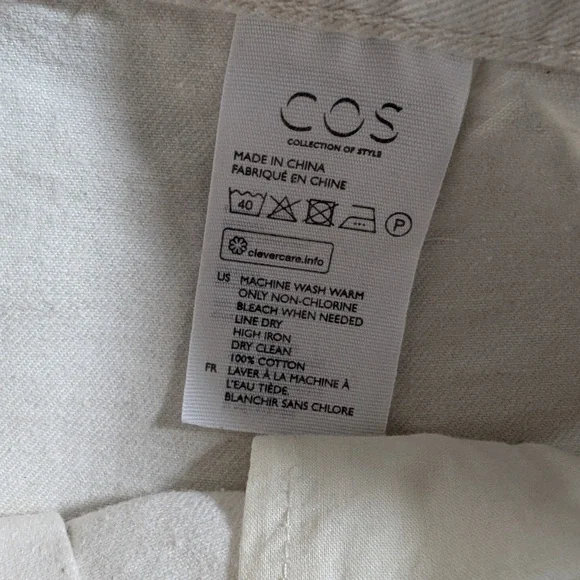 COS
COLLECTION OF STYLE
MADE IN CHINA
FABRIQUÉ EN CHINE
40 P
clevercare.info
US MACHINE WASH WARM
ONLY NON-CHLORINE
BLEACH WHEN NEEDED
LINE DRY
HIGH IRON
DRY CLEAN
100% COTTON
FR LAVER À LA MACHINE À
L'EAU TIÈDE,
BLANCHIR SANS CHLORE